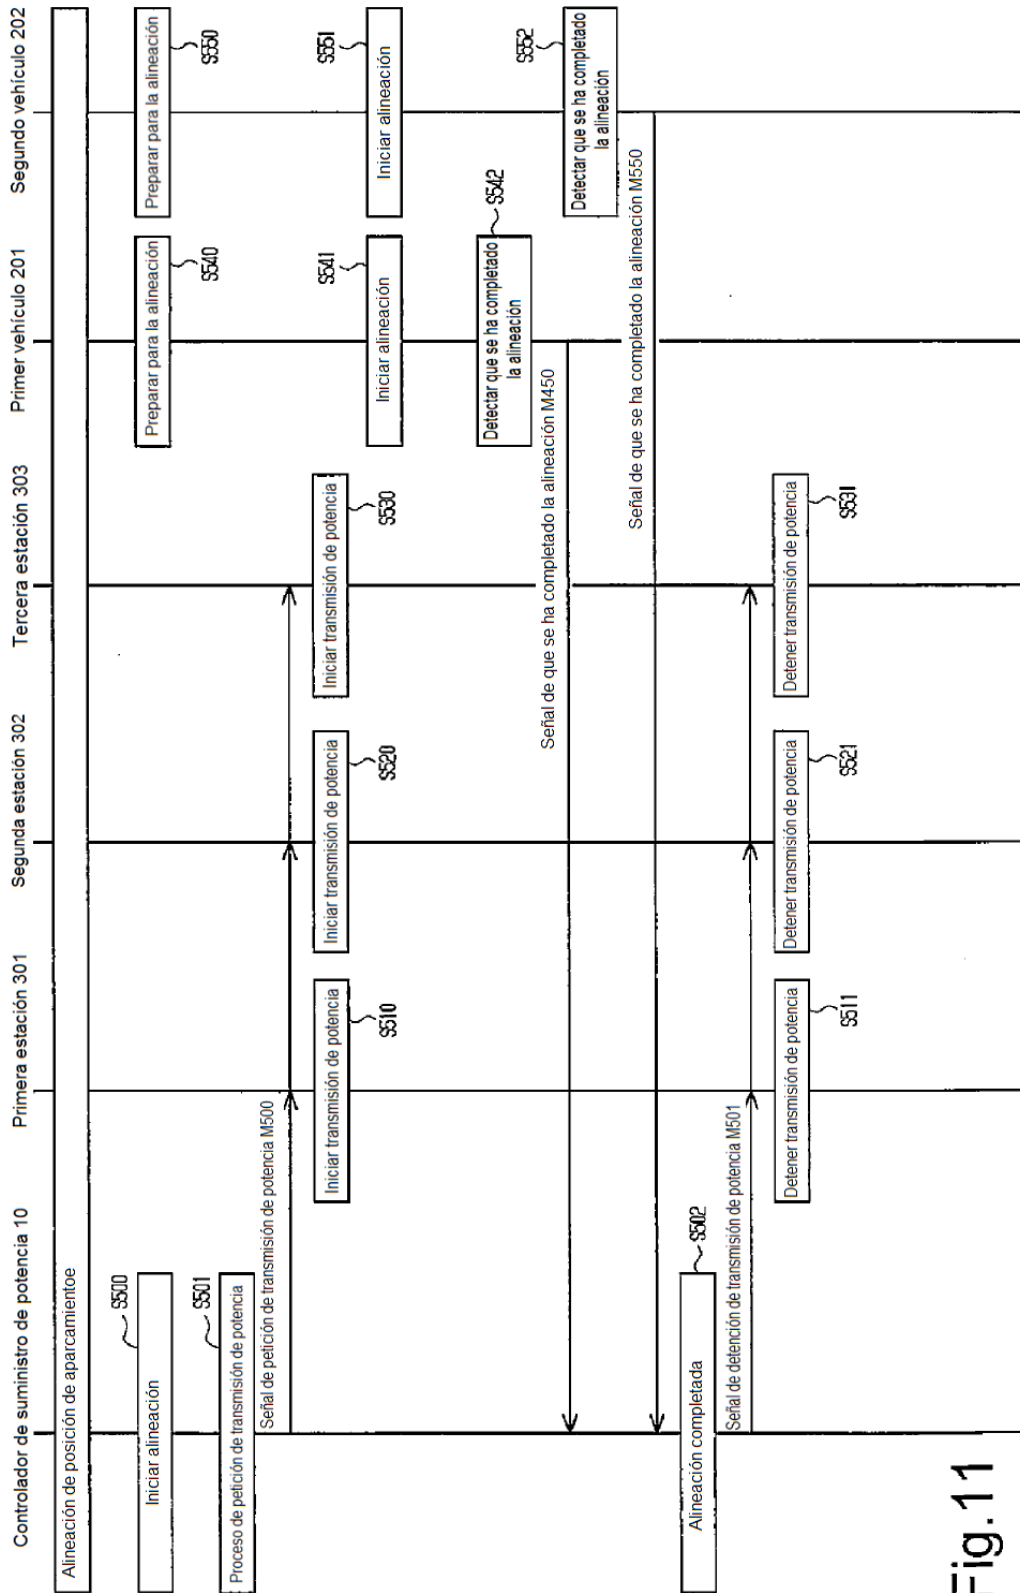 Controlador de suministro de potencia 10
Primera estación 301
Segunda estación 302
Tercera estación 303
Primer vehículo 201
Segundo vehículo 202
Alineación de posición de aparcamientoe
S500
Iniciar alineación
Preparar para la alineación
S540
Preparar para la alineación
S550
S501
Proceso de petición de transmisión de potencia
Señal de petición de transmisión de potencia M500
Iniciar transmisión de potencia
S510
Iniciar transmisión de potencia
S520
Iniciar transmisión de potencia
S530
S541
Iniciar alineación
S551
Iniciar alineación
Detectar que se ha completado
la alineación
S542
Señal de que se ha completado la alineación M450
S552
Detectar que se ha completado
la alineación
Señal de que se ha completado la alineación M550
Alineación completada
S502
Señal de detención de transmisión de potencia M501
Detener transmisión de potencia
S511
Detener transmisión de potencia
S521
Detener transmisión de potencia
S531
Fig.11